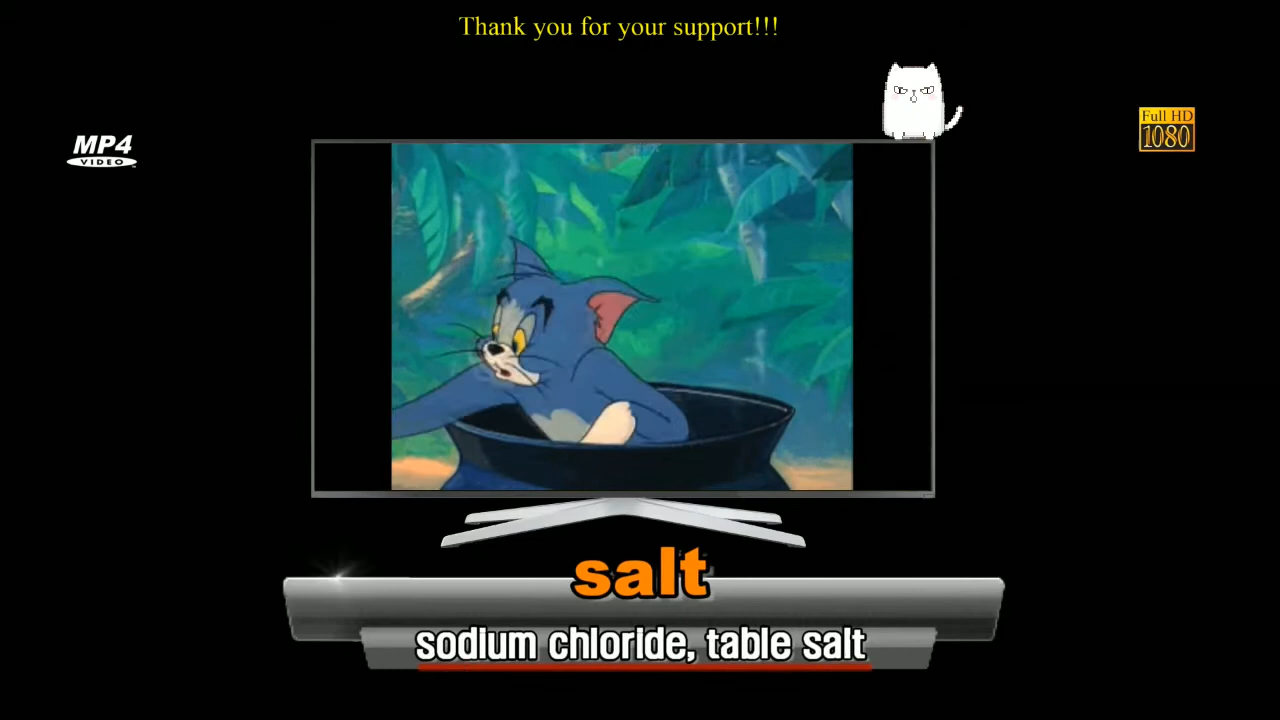 Thank you for your support!!!
MP4
VIDEO
Full HD
1080
salt
sodium chloride, table salt